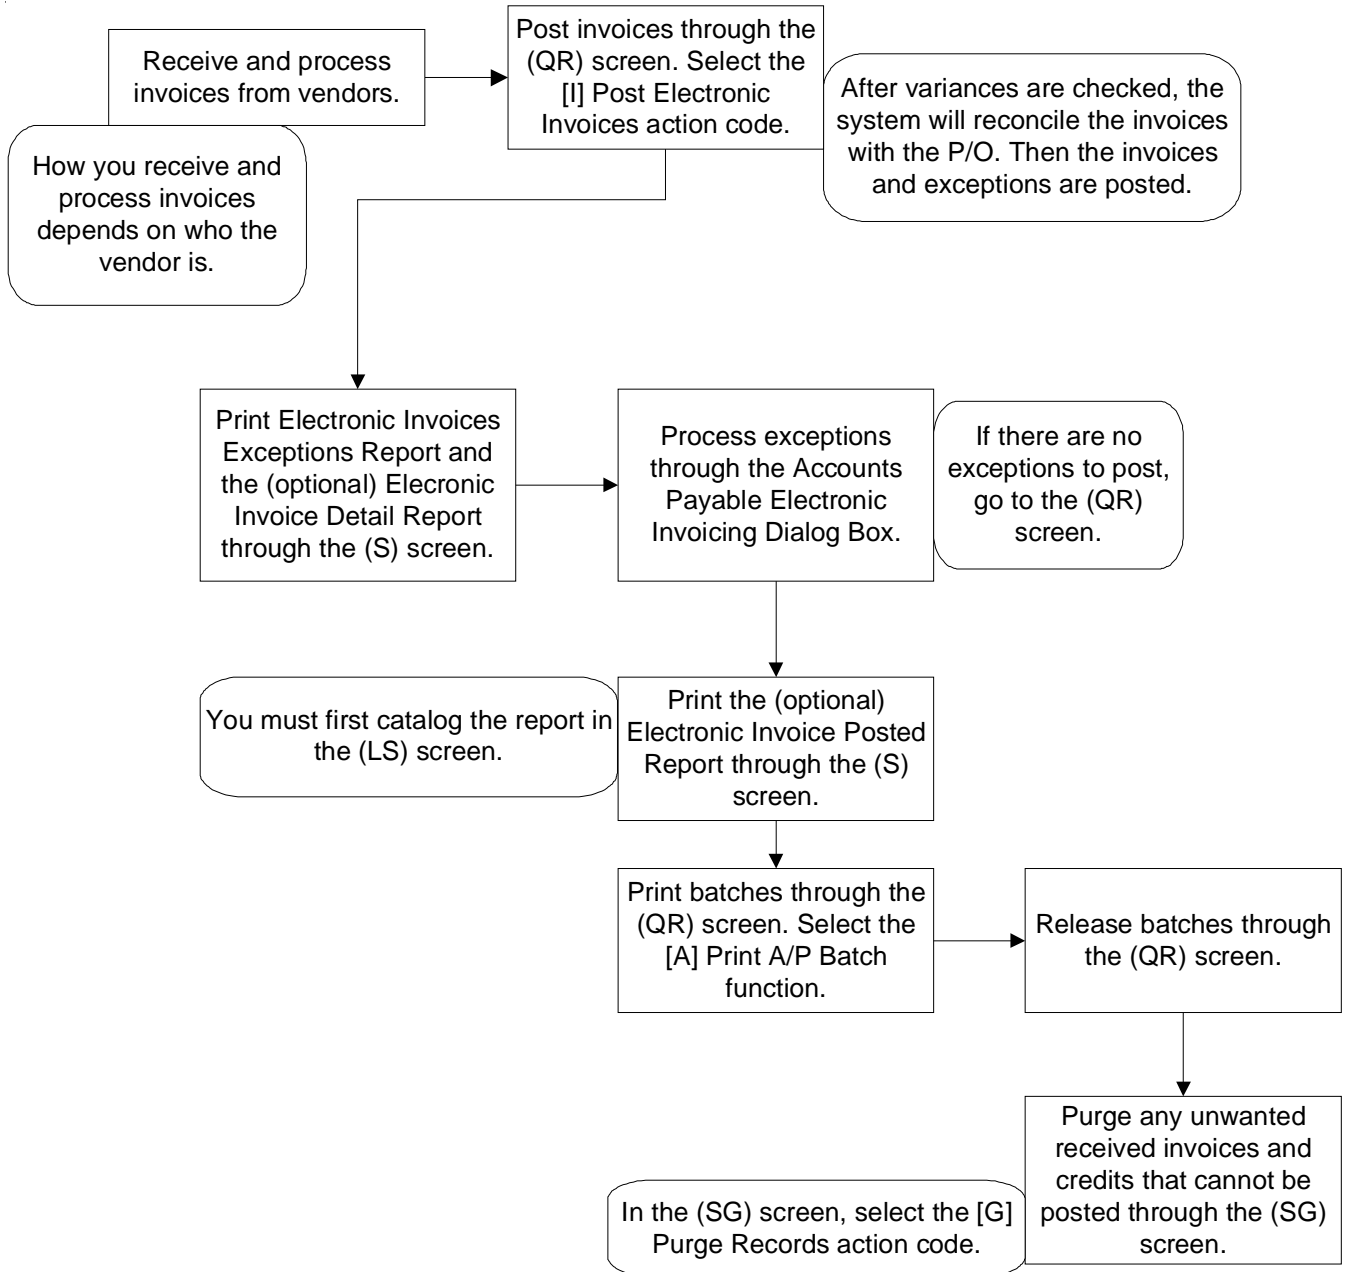 Receive and process
invoices from vendors.
How you receive and
process invoices
depends on who the
vendor is.
Post invoices through the
(QR) screen. Select the
[I] Post Electronic
Invoices action code.
After variances are checked, the
system will reconcile the invoices
with the P/O. Then the invoices
and exceptions are posted.
Print Electronic Invoices
Exceptions Report and
the (optional) Elecronic
Invoice Detail Report
through the (S) screen.
Process exceptions
through the Accounts
Payable Electronic
Invoicing Dialog Box.
If there are no
exceptions to post,
go to the (QR)
screen.
You must first catalog the report in
the (LS) screen.
Print the (optional)
Electronic Invoice Posted
Report through the (S)
screen.
Print batches through the
(QR) screen. Select the
[A] Print A/P Batch
function.
Release batches through
the (QR) screen.
In the (SG) screen, select the [G]
Purge Records action code.
Purge any unwanted
received invoices and
credits that cannot be
posted through the (SG)
screen.